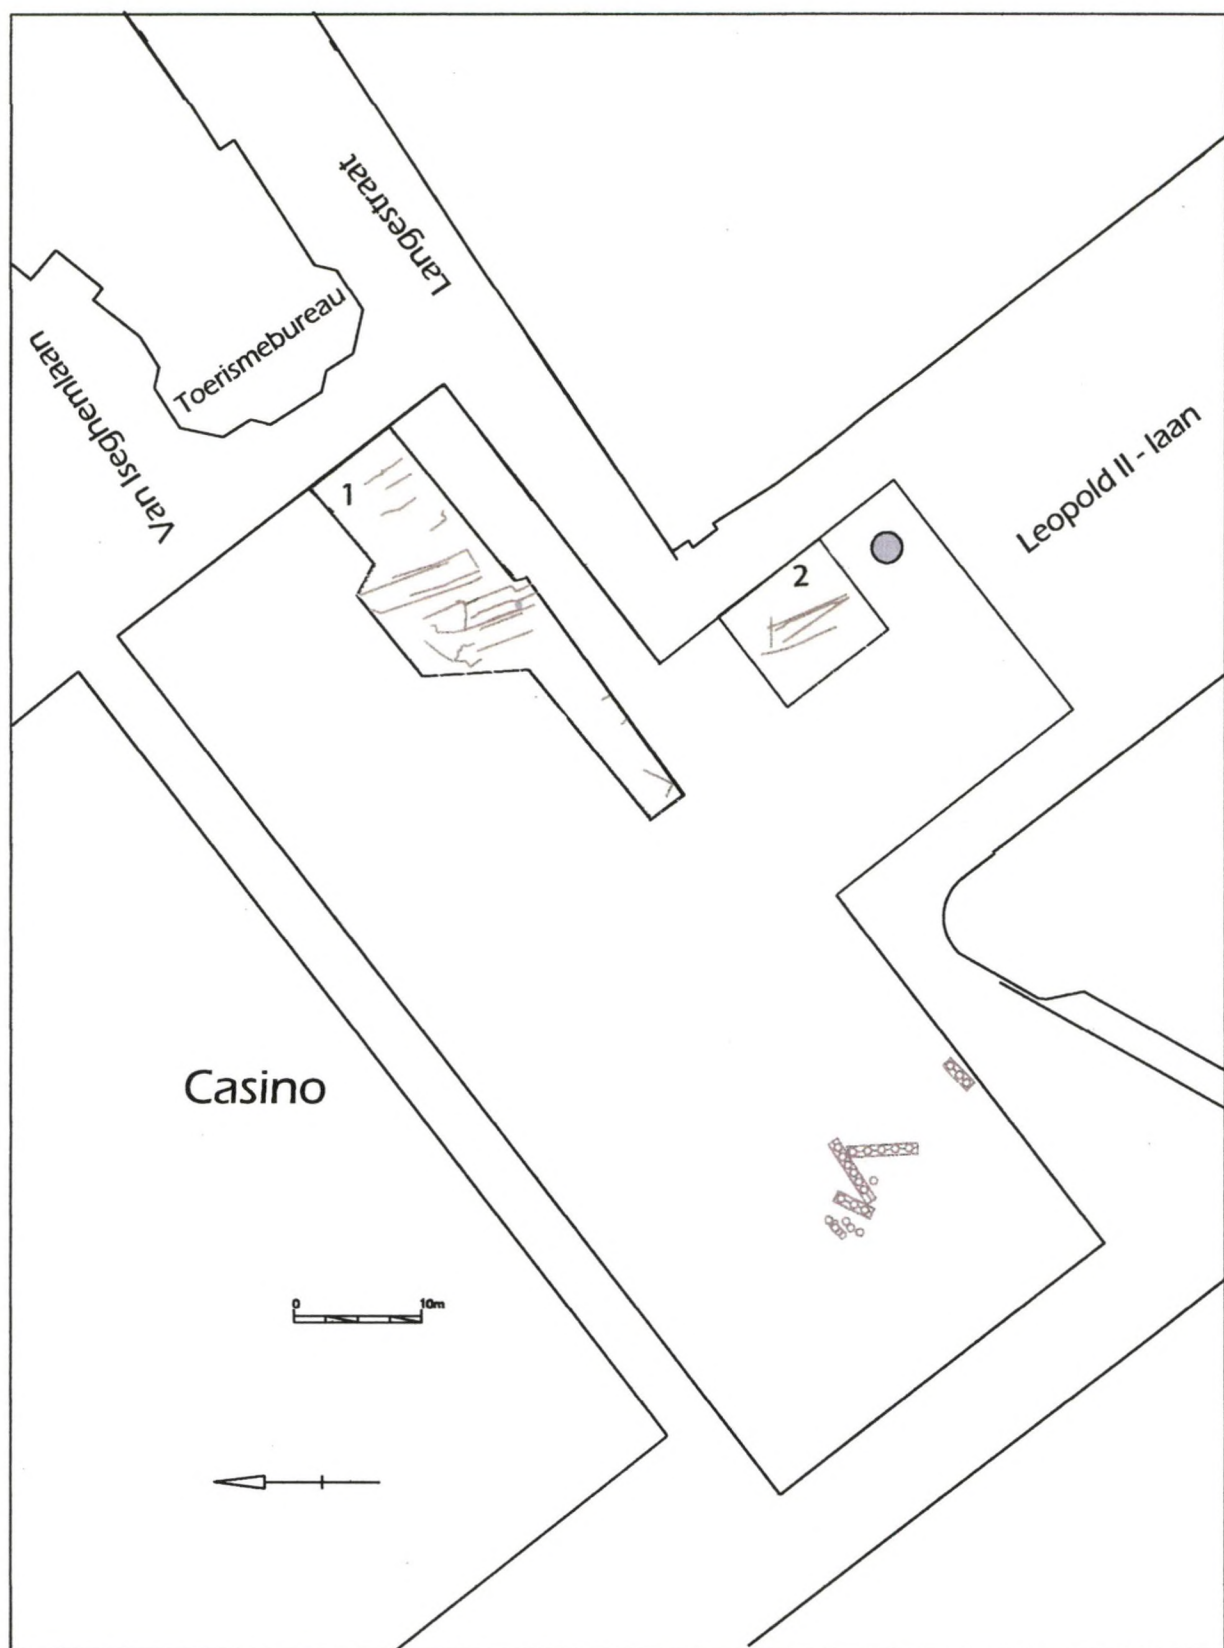 Langestraat
Toerismebureau
Van Iseghemlaan
1
2
Leopold II - laan
Casino
0 10m